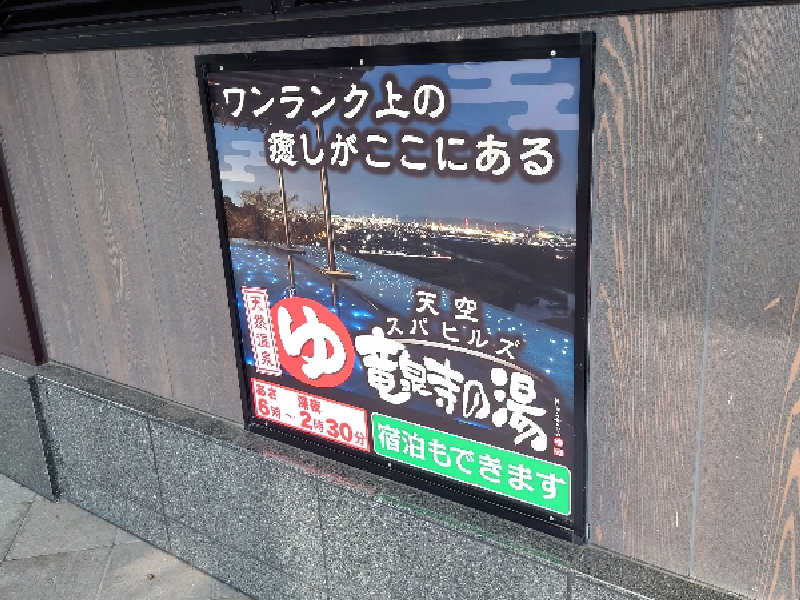 ワンランク上の
癒しがここにある
天空
スパヒルズ
竜泉寺の湯
天然温泉
ゆ
あさ 深夜
6時〜2時30分
宿泊もできます